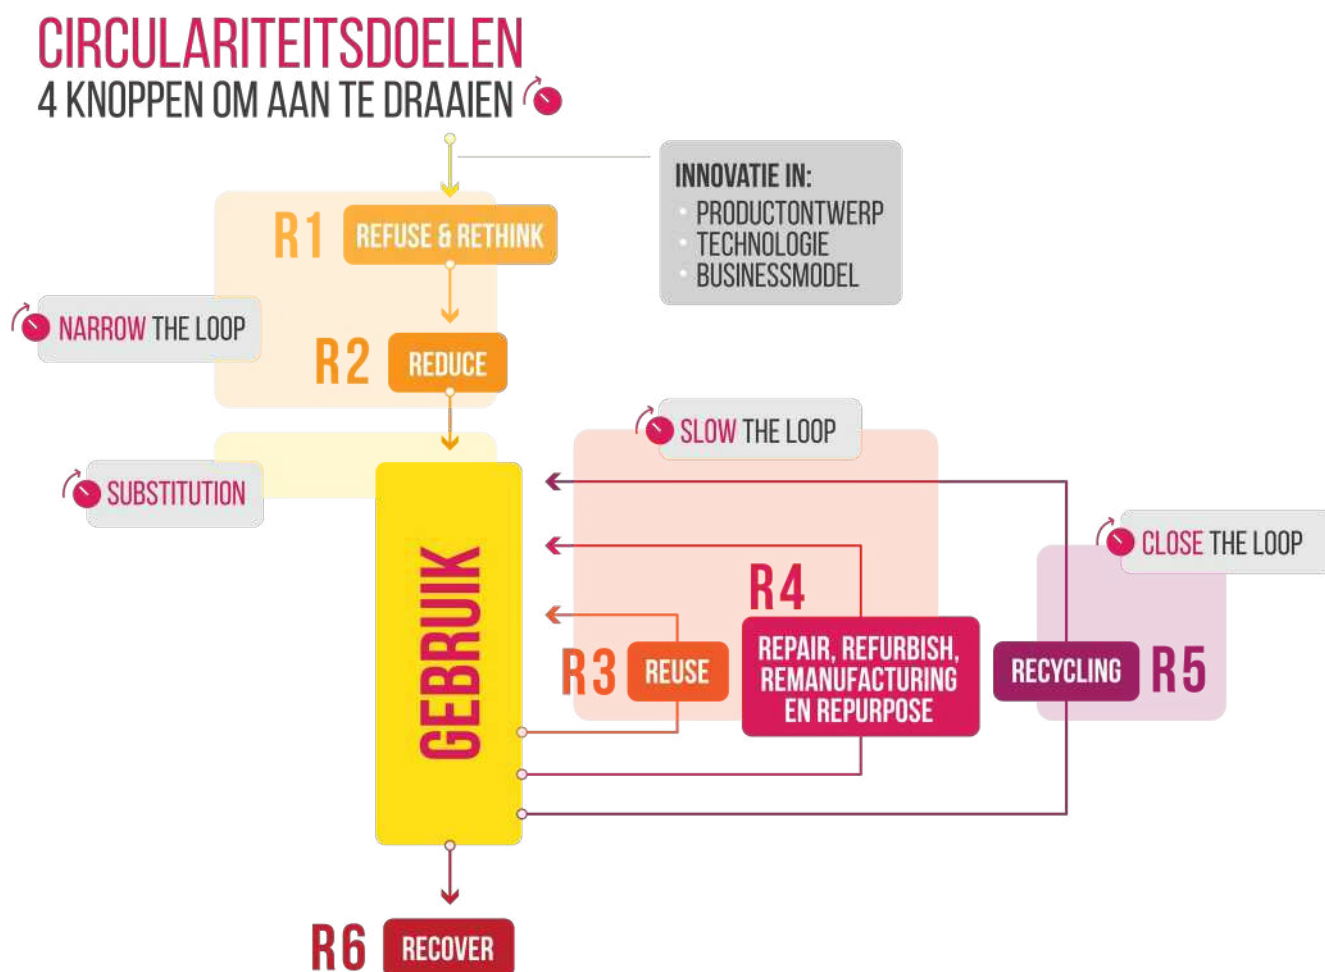 CIRCULARITEITSDOELEN
4 KNOPPEN OM AAN TE DRAAIEN
INNOVATIE IN:
PRODUCTONTWERP
TECHNOLOGIE
BUSINESSMODEL
R1
REFUSE & RETHINK
NARROW THE LOOP
R2
REDUCE
SLOW THE LOOP
SUBSTITUTION
CLOSE THE LOOP
GEBRUIK
R3
REUSE
R4
REPAIR, REFURBISH,
REMANUFACTURING
EN REPURPOSE
RECYCLING
R5
R6
RECOVER